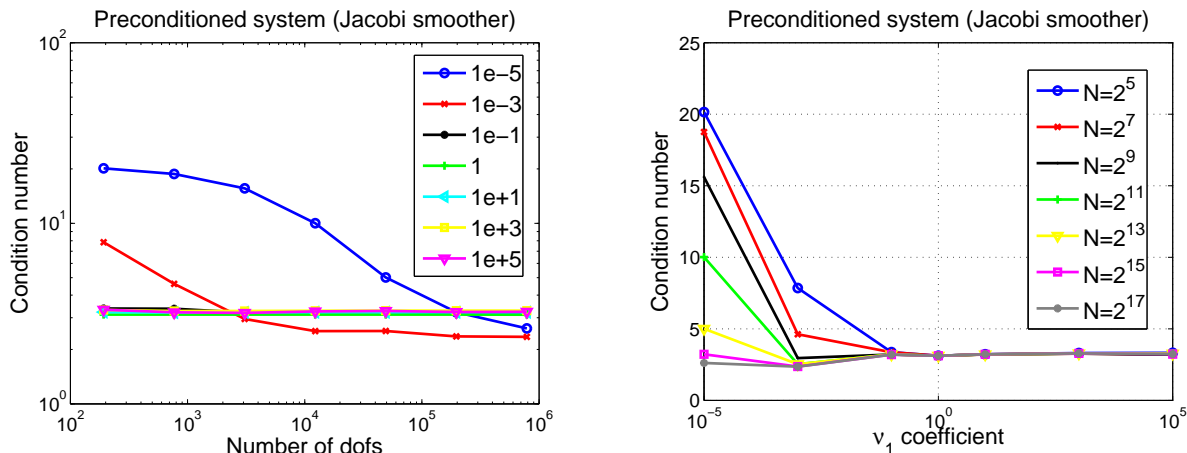 Preconditioned system (Jacobi smoother)
Condition number
10^2
10^1
10^0
1e−5
1e−3
1e−1
1
1e+1
1e+3
1e+5
10^2
10^3
10^4
10^5
10^6
Number of dofs
Preconditioned system (Jacobi smoother)
Condition number
25
20
15
10
5
0
N=2^5
N=2^7
N=2^9
N=2^11
N=2^13
N=2^15
N=2^17
10^−5
10^0
10^5
ν_1 coefficient